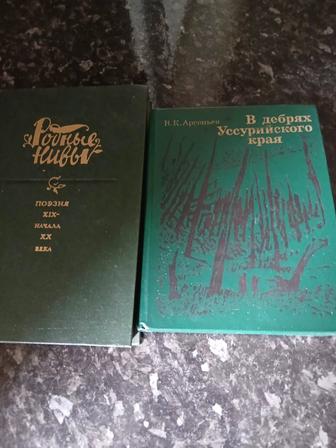 Родные
нивы
ПОЭЗИЯ
XIX-
НАЧАЛА
XX
ВЕКА
В. К. Арсеньев
В дебрях
Уссурийского
края